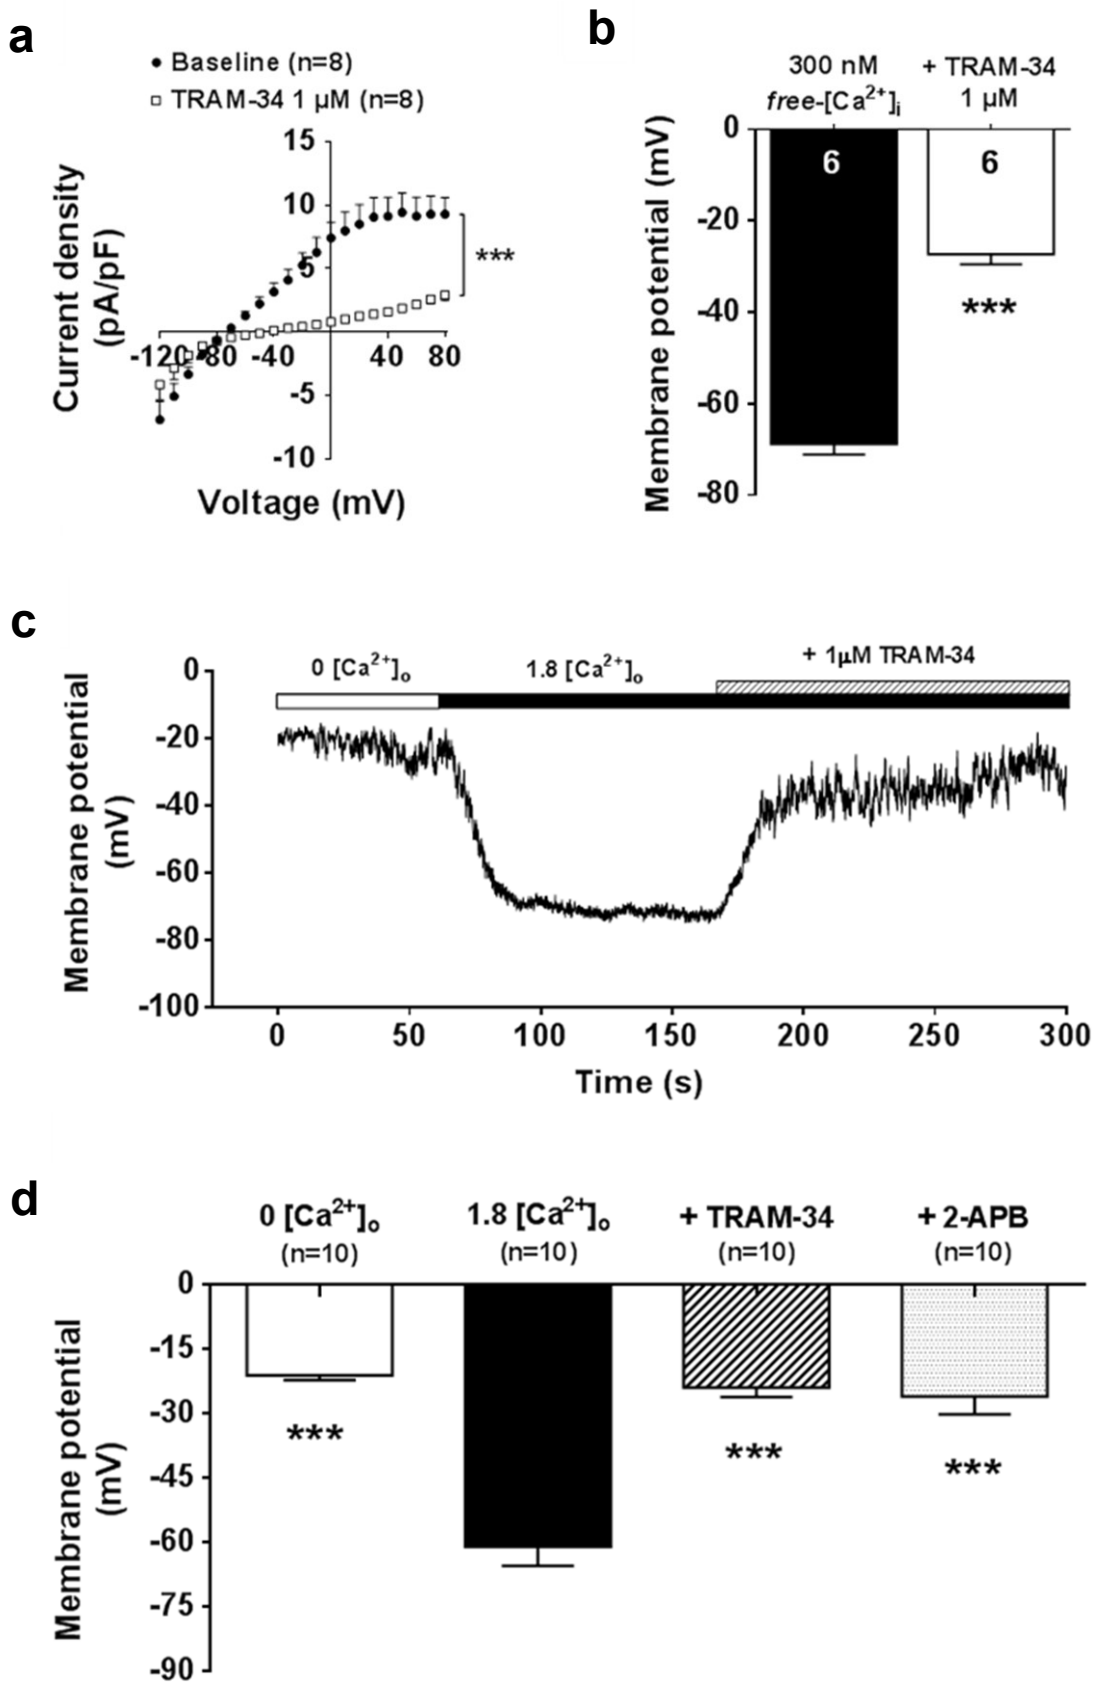 a
Baseline (n=8)
TRAM-34 1 μM (n=8)
15
10
5
-5
-10
-120
-80
-40
40
80
***
Current density
(pA/pF)
Voltage (mV)
b
300 nM
free-[Ca²⁺]ᵢ
+ TRAM-34
1 μM
0
-20
-40
-60
-80
6
6
***
Membrane potential (mV)
c
0 [Ca²⁺]ₒ
1.8 [Ca²⁺]ₒ
+ 1μM TRAM-34
0
-20
-40
-60
-80
-100
0
50
100
150
200
250
300
Membrane potential
(mV)
Time (s)
d
0 [Ca²⁺]ₒ
(n=10)
1.8 [Ca²⁺]ₒ
(n=10)
+ TRAM-34
(n=10)
+ 2-APB
(n=10)
0
-15
-30
-45
-60
-75
-90
***
***
***
Membrane potential
(mV)